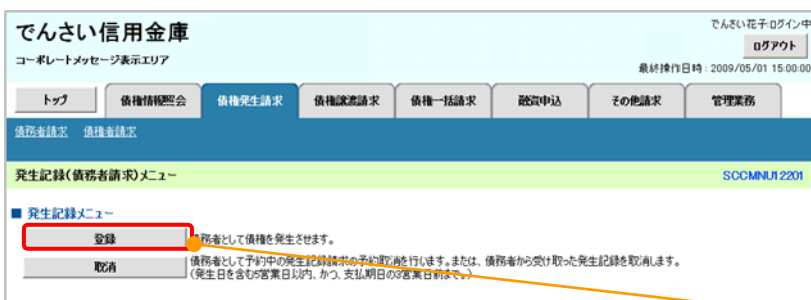 でんさい信用金庫
でんさい花子:ログイン中
ログアウト
コーポレートメッセージ表示エリア
最終操作日時:2009/05/01 15:00:00
トップ 債権情報照会 債権発生請求 債権譲渡請求 債権一括請求 融資申込 その他請求 管理業務
債務者請求 債権者請求
発生記録(債務者請求)メニュー SCCMNU12201
■ 発生記録メニュー
登録 債務者として債権を発生させます。
取消 債務者として予約中の発生記録請求の予約取消を行います。または、債務者から受け取った発生記録を取消します。
(発生日を含む5営業日以内、かつ、支払期日の3営業日前まで。)